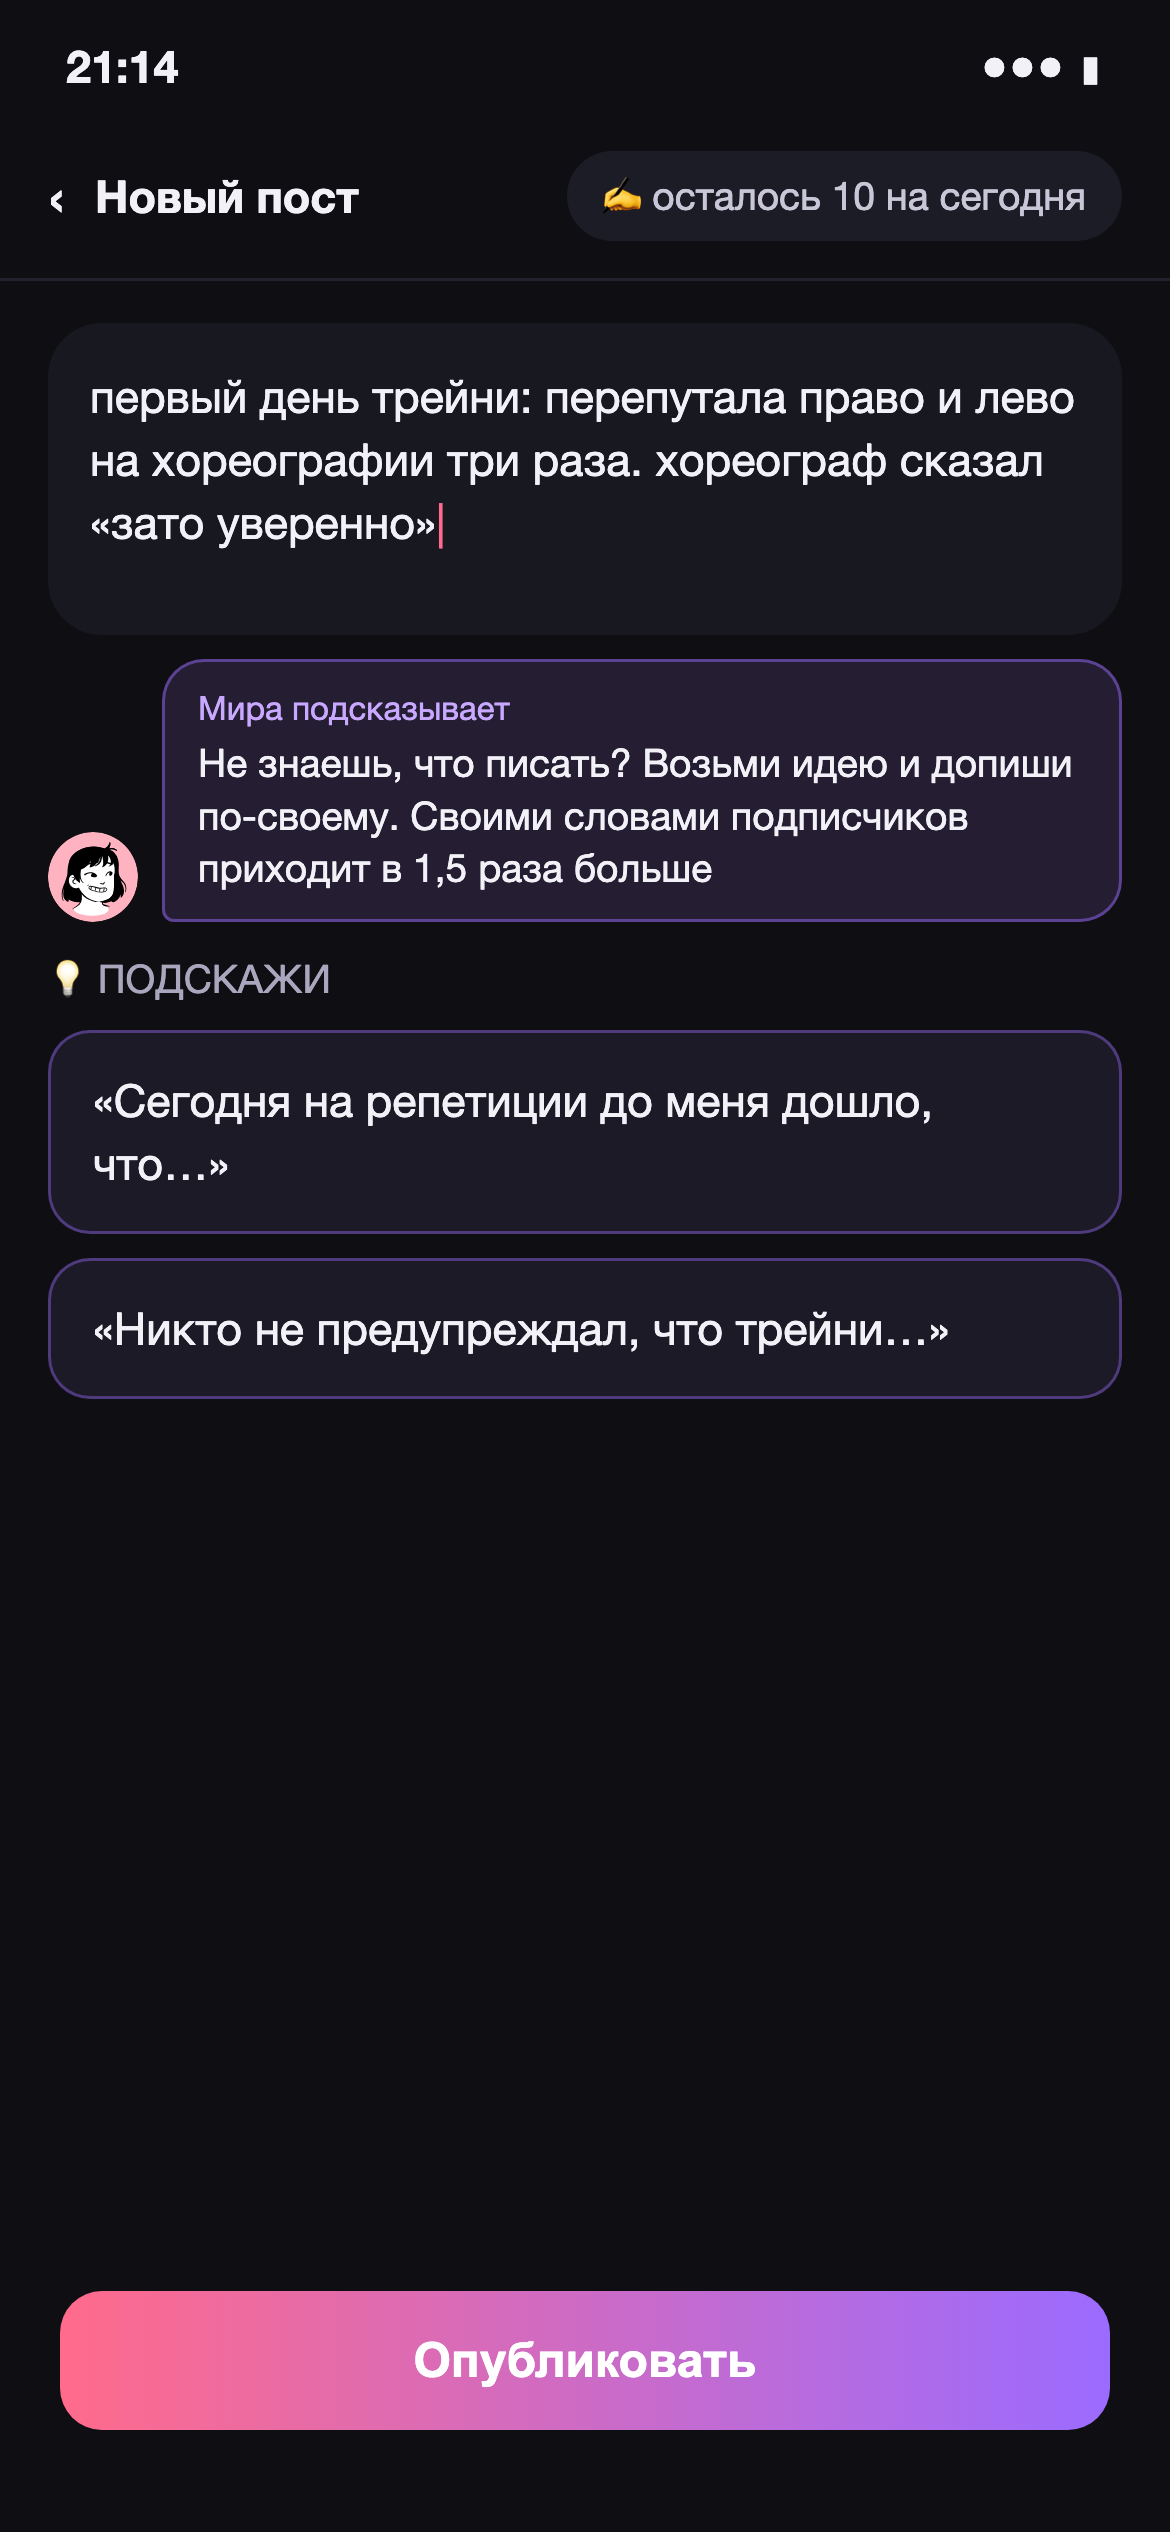 21:14
‹ Новый пост
✍️ осталось 10 на сегодня
первый день трейни: перепутала право и лево
на хореографии три раза. хореограф сказал
«зато уверенно»
Мира подсказывает
Не знаешь, что писать? Возьми идею и допиши
по-своему. Своими словами подписчиков
приходит в 1,5 раза больше
💡 ПОДСКАЖИ
«Сегодня на репетиции до меня дошло,
что...»
«Никто не предупреждал, что трейни...»
Опубликовать